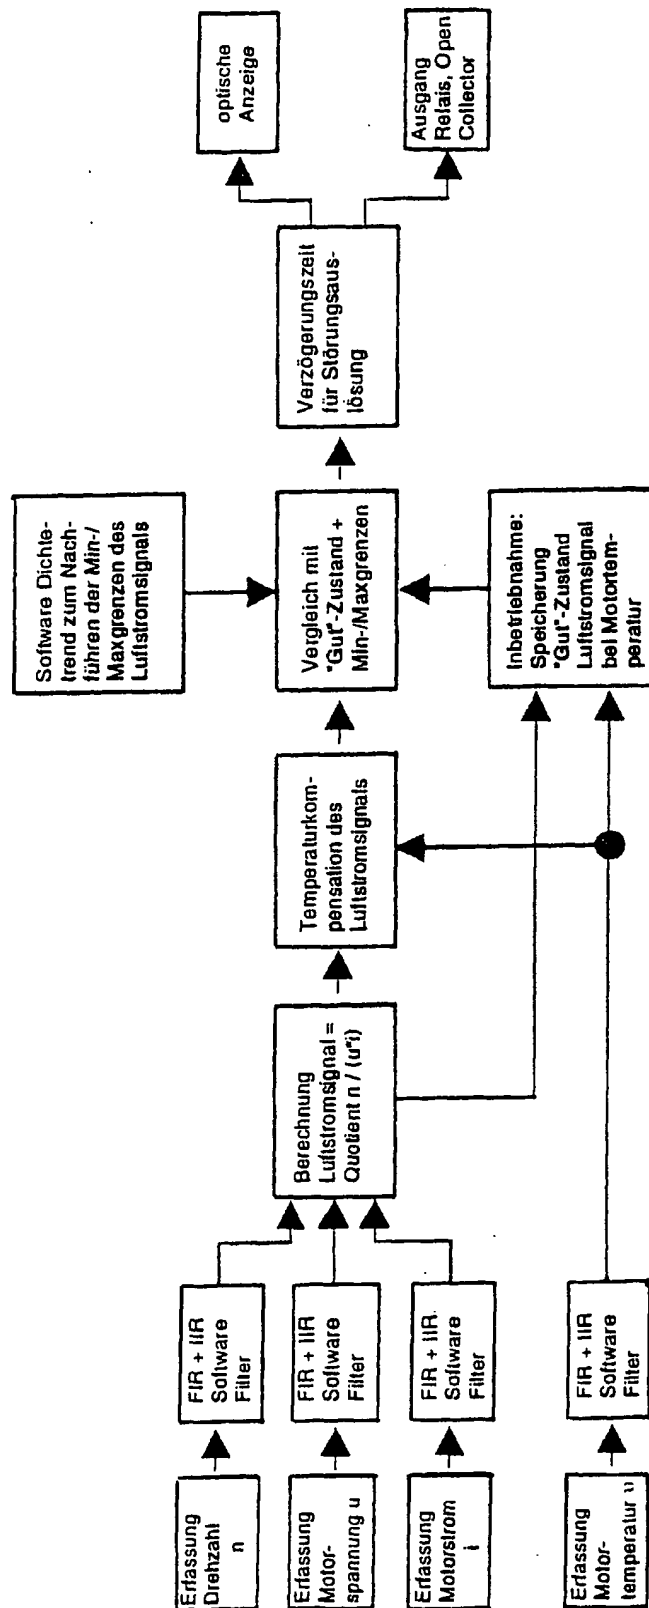 Erfassung
Drehzahl
n
Erfassung
Motor-
spannung u
Erfassung
Motorstrom
i
Erfassung
Motor-
temperatur υ
FIR + IIR
Software
Filter
FIR + IIR
Software
Filter
FIR + IIR
Software
Filter
FIR + IIR
Software
Filter
Berechnung
Luftstromsignal =
Quotient n / (u*i)
Temperaturkom-
pensation des
Luftstromsignals
Software Dichte-
trend zum Nach-
führen der Min-/
Maxgrenzen des
Luftstromsignals
Vergleich mit
"Gut"-Zustand +
Min-/Maxgrenzen
Inbetriebnahme:
Speicherung
"Gut"-Zustand
Luftstromsignal
bei Motortem-
peratur
Verzögerungszeit
für Störungsaus-
lösung
optische
Anzeige
Ausgang
Relais, Open
Collector